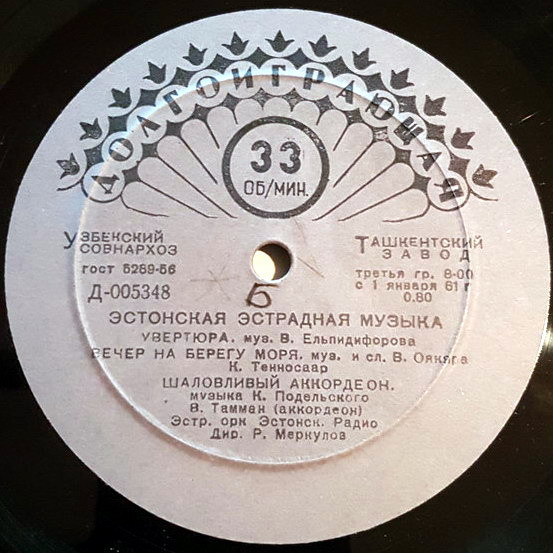 ДОЛГОИГРАЮЩАЯ
33
ОБ/МИН.
УЗБЕКСКИЙ
СОВНАРХОЗ
ТАШКЕНТСКИЙ
ЗАВОД
гост 5289-56
третья гр. 8-00
Д-005348
с 1 января 61 г
0.80
Б
ЭСТОНСКАЯ ЭСТРАДНАЯ МУЗЫКА
УВЕРТЮРА. муз. В. Ельпидифорова
ВЕЧЕР НА БЕРЕГУ МОРЯ. муз. и сл. В. Оякяэа
К. Тенносаар
ШАЛОВЛИВЫЙ АККОРДЕОН.
музыка К. Подельского
В. Тамман (аккордеон)
Эстр. орк Эстонск. Радио
Дир. Р. Меркулов